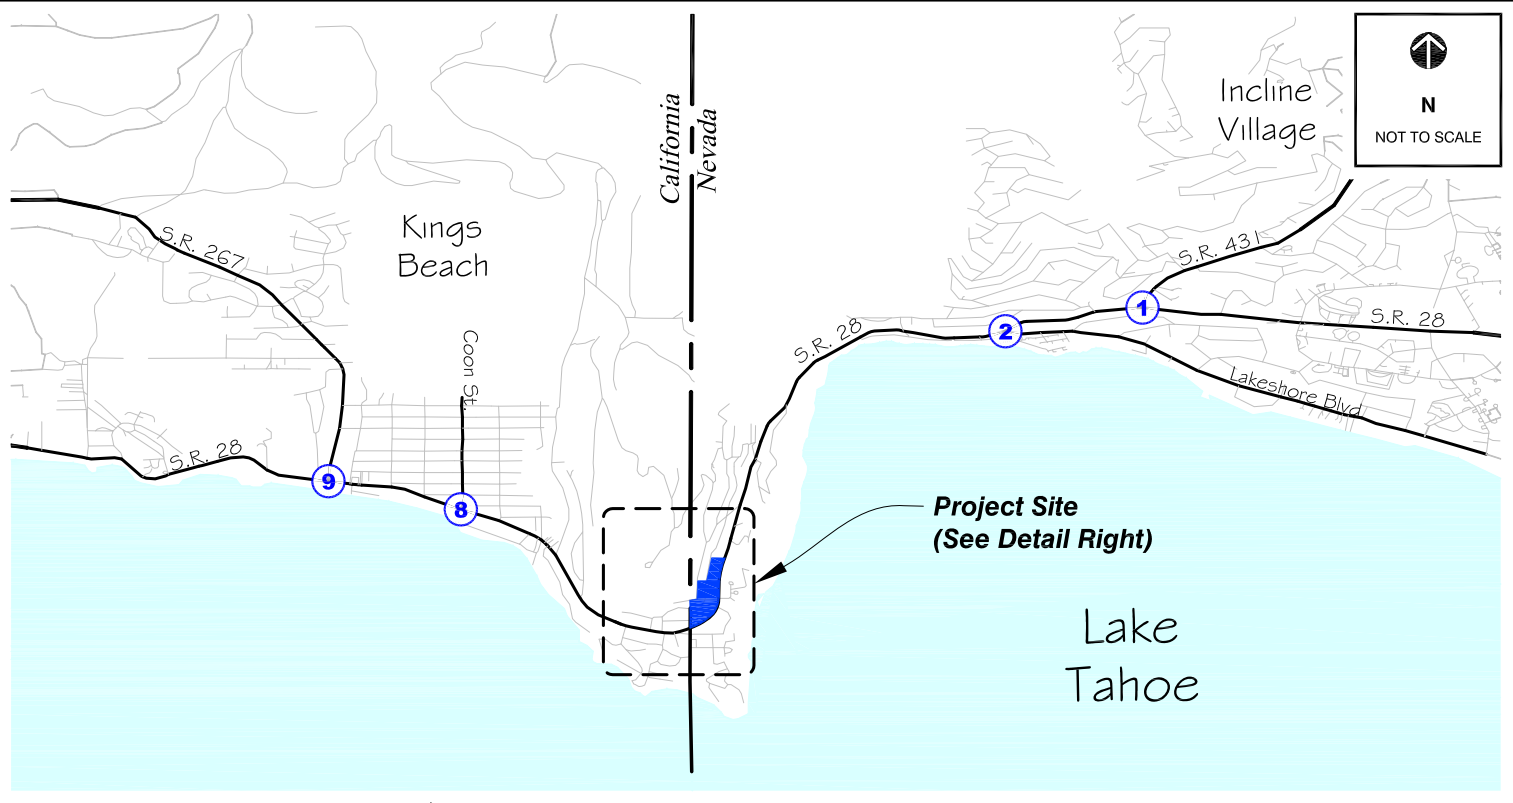 Incline
Village
N
NOT TO SCALE
California
Nevada
Kings
Beach
S.R. 267
S.R. 431
1
S.R. 28
2
S.R. 28
Coon St.
Lakeshore Blvd
S.R. 28
9
8
Project Site
(See Detail Right)
Lake
Tahoe